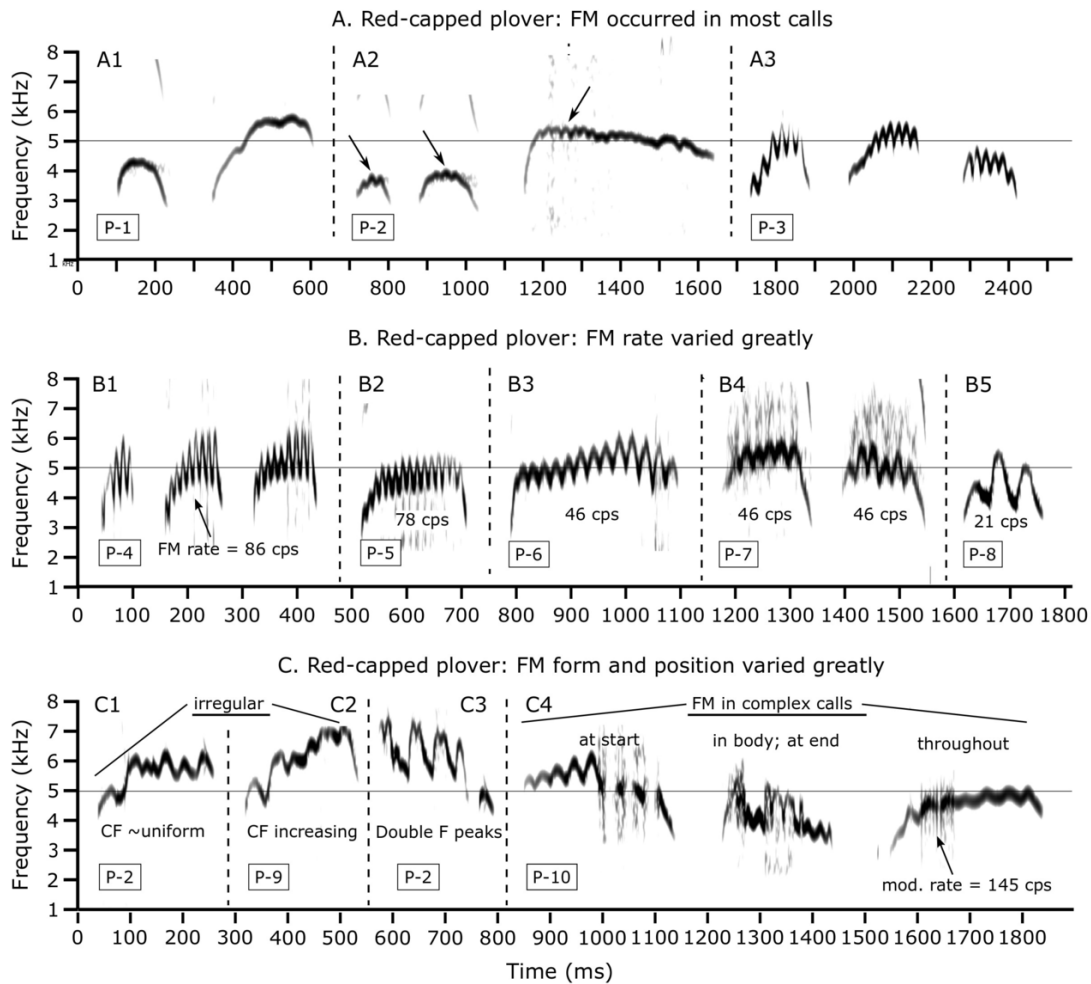 A. Red-capped plover: FM occurred in most calls
8
7
6
5
4
3
2
1
Frequency (kHz)
A1
A2
A3
P-1
P-2
P-3
kHz
0
200
400
600
800
1000
1200
1400
1600
1800
2000
2200
2400
B. Red-capped plover: FM rate varied greatly
8
7
6
5
4
3
2
1
Frequency (kHz)
B1
B2
B3
B4
B5
78 cps
46 cps
46 cps
46 cps
21 cps
P-4
FM rate = 86 cps
P-5
P-6
P-7
P-8
0
100
200
300
400
500
600
700
800
900
1000
1100
1200
1300
1400
1500
1600
1700
1800
C. Red-capped plover: FM form and position varied greatly
8
7
6
5
4
3
2
1
Frequency (kHz)
C1
irregular
C2
C3
C4
FM in complex calls
at start
in body; at end
throughout
CF ~uniform
CF increasing
Double F peaks
P-2
P-9
P-2
P-10
mod. rate = 145 cps
0
100
200
300
400
500
600
700
800
900
1000
1100
1200
1300
1400
1500
1600
1700
1800
Time (ms)